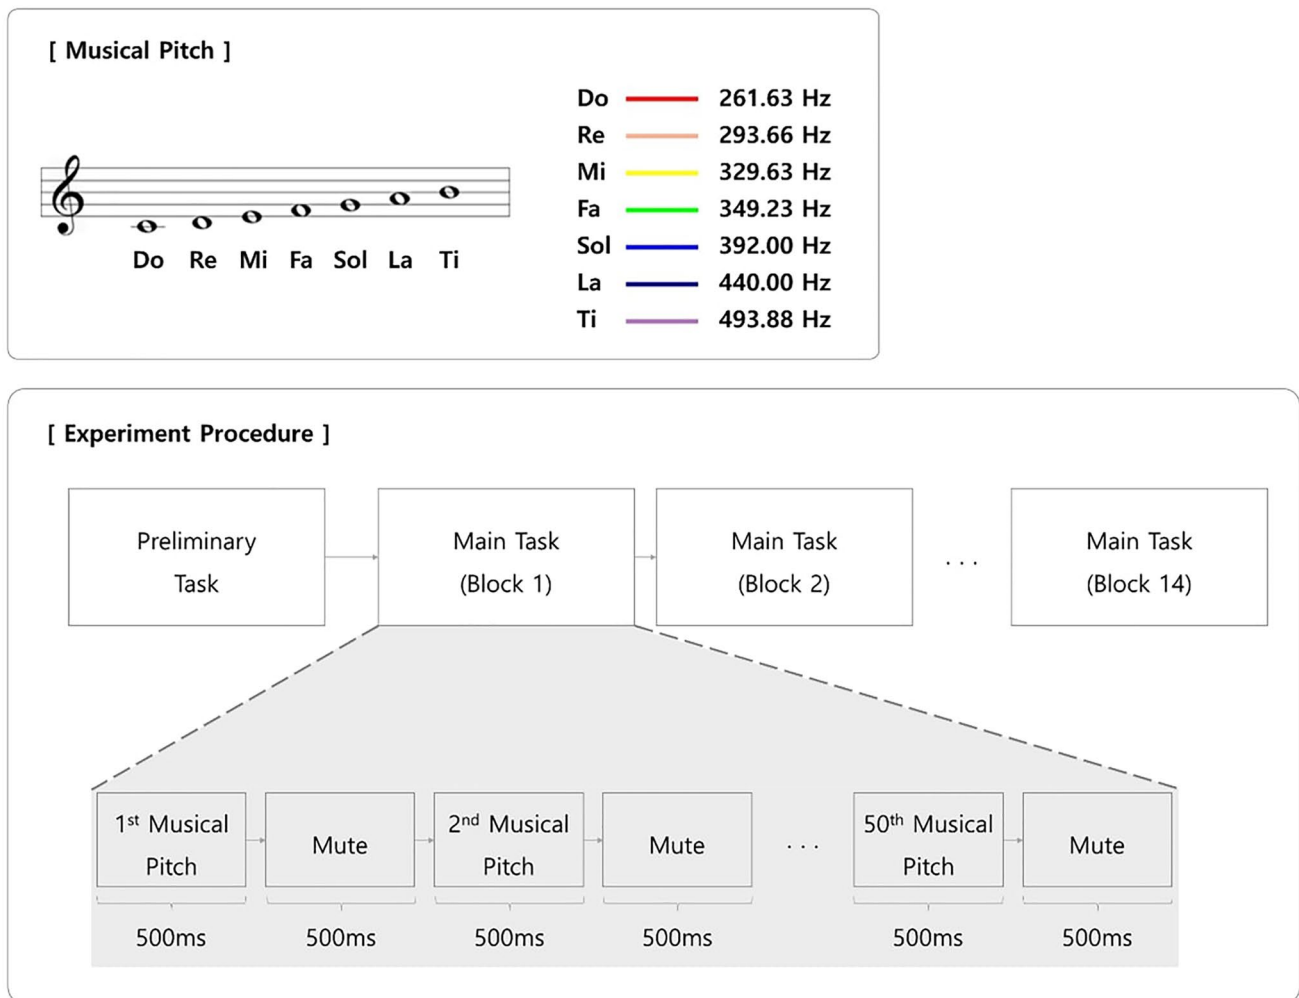 [ Musical Pitch ]
Do Re Mi Fa Sol La Ti
Do 261.63 Hz
Re 293.66 Hz
Mi 329.63 Hz
Fa 349.23 Hz
Sol 392.00 Hz
La 440.00 Hz
Ti 493.88 Hz
[ Experiment Procedure ]
Preliminary
Task
Main Task
(Block 1)
Main Task
(Block 2)
. . .
Main Task
(Block 14)
1st Musical
Pitch
Mute
2nd Musical
Pitch
Mute
. . .
50th Musical
Pitch
Mute
500ms 500ms 500ms 500ms 500ms 500ms